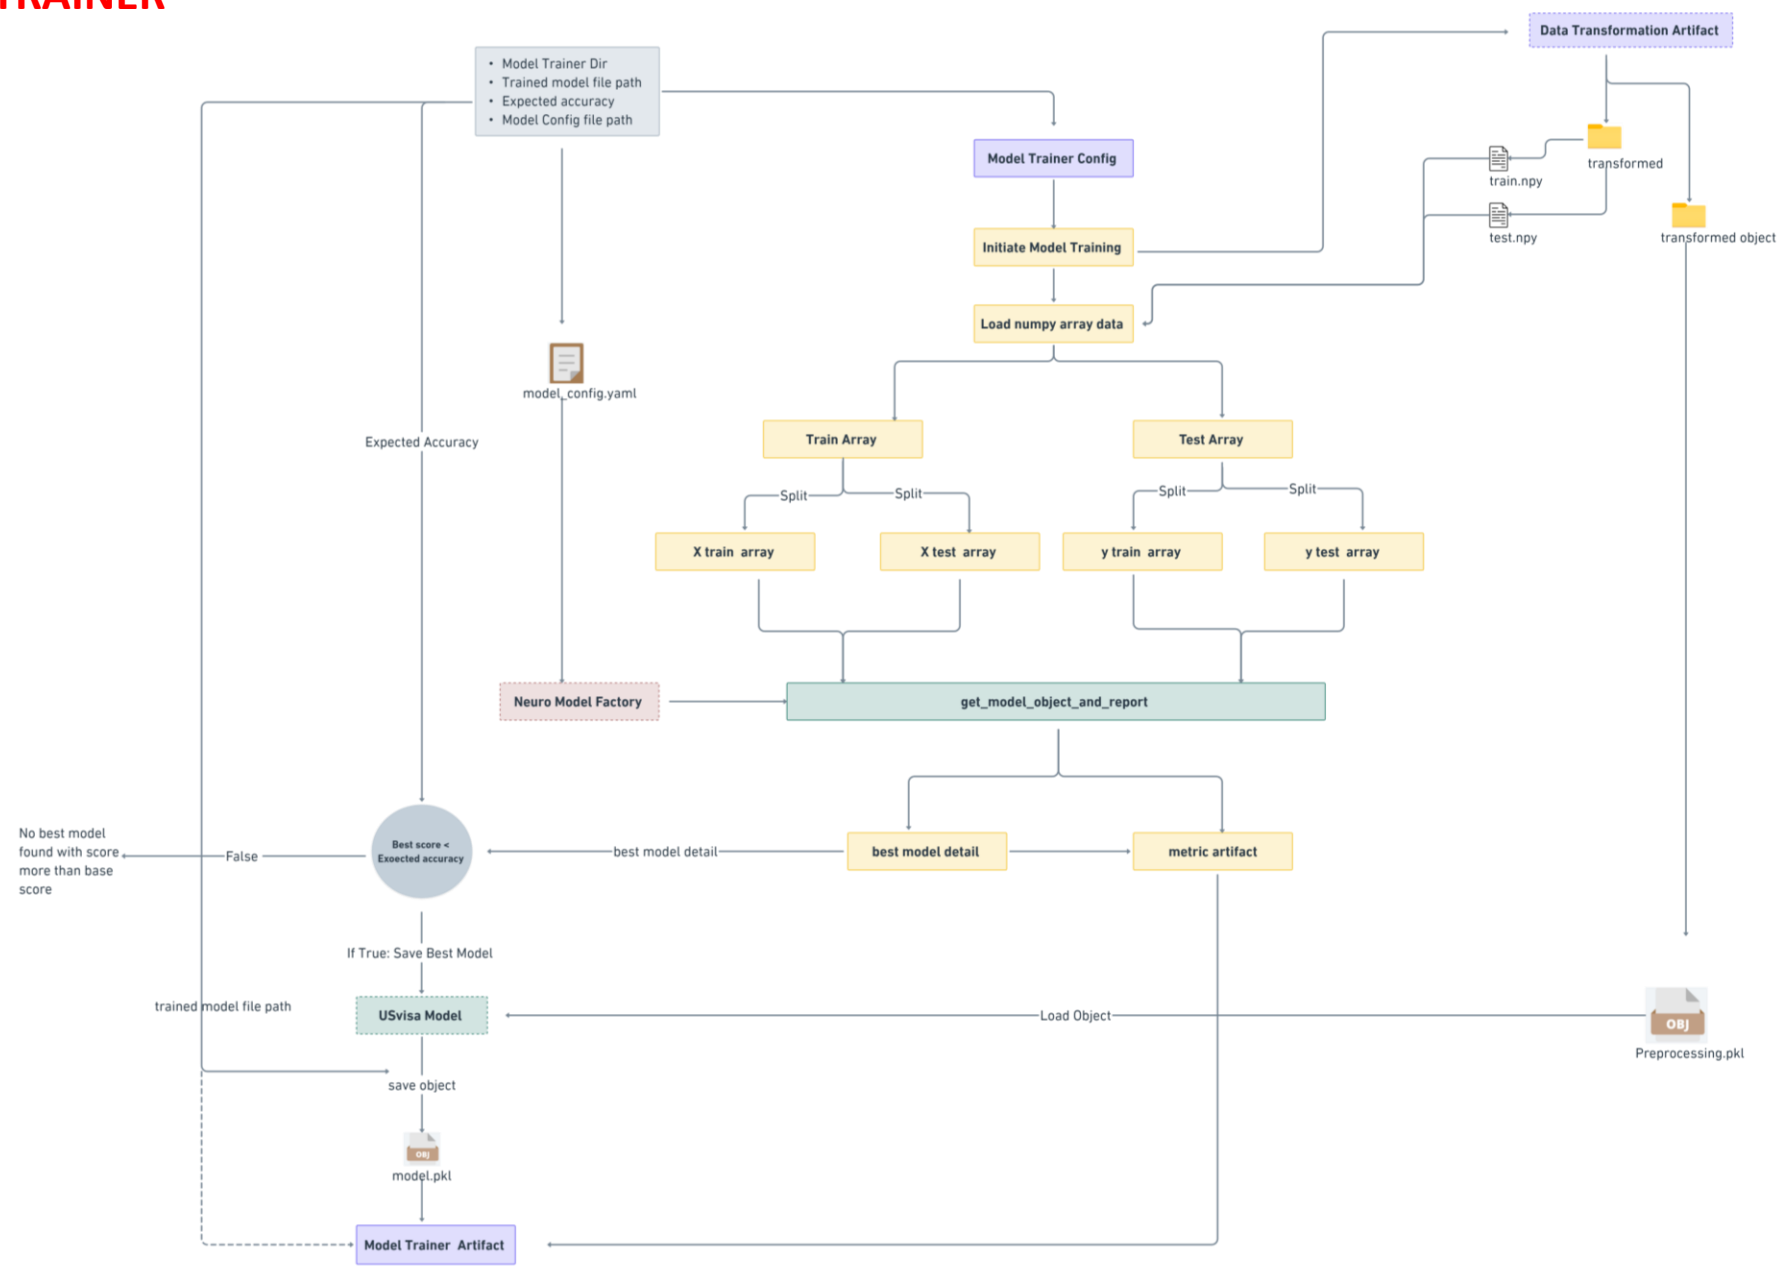 TRAINER
Data Transformation Artifact
• Model Trainer Dir
• Trained model file path
• Expected accuracy
• Model Config file path
Model Trainer Config
transformed
train.npy
test.npy
transformed object
Initiate Model Training
Load numpy array data
model_config.yaml
Expected Accuracy
Train Array
Test Array
Split
Split
Split
Split
X train array
X test array
y train array
y test array
Neuro Model Factory
get_model_object_and_report
No best model
found with score
more than base
score
False
Best score <
Exoected accuracy
best model detail
best model detail
metric artifact
If True: Save Best Model
trained model file path
USvisa Model
Load Object
OBJ
Preprocessing.pkl
save object
OBJ
model.pkl
Model Trainer Artifact